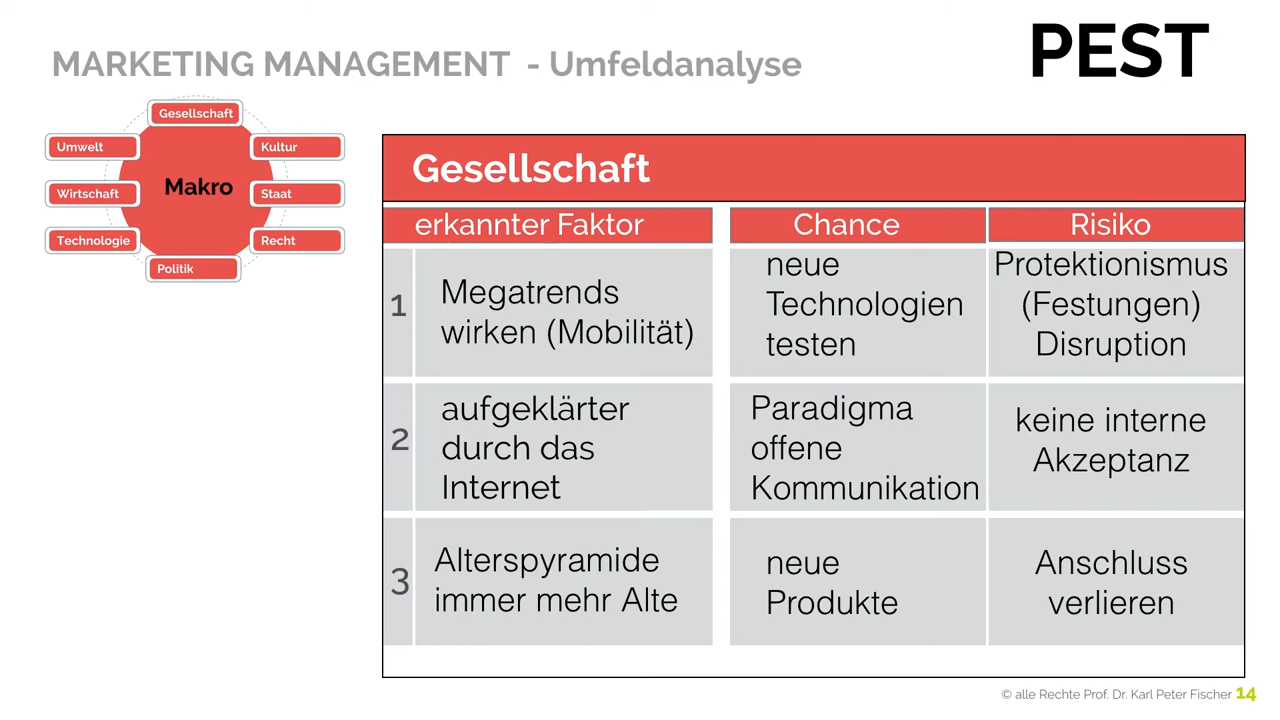 MARKETING MANAGEMENT - Umfeldanalyse
PEST
Gesellschaft
Umwelt
Kultur
Makro
Wirtschaft
Staat
Technologie
Recht
Politik
Gesellschaft
erkannter Faktor
Chance
Risiko
1
Megatrends
wirken (Mobilität)
neue
Technologien
testen
Protektionismus
(Festungen)
Disruption
2
aufgeklärter
durch das
Internet
Paradigma
offene
Kommunikation
keine interne
Akzeptanz
3
Alterspyramide
immer mehr Alte
neue
Produkte
Anschluss
verlieren
© alle Rechte Prof. Dr. Karl Peter Fischer 14